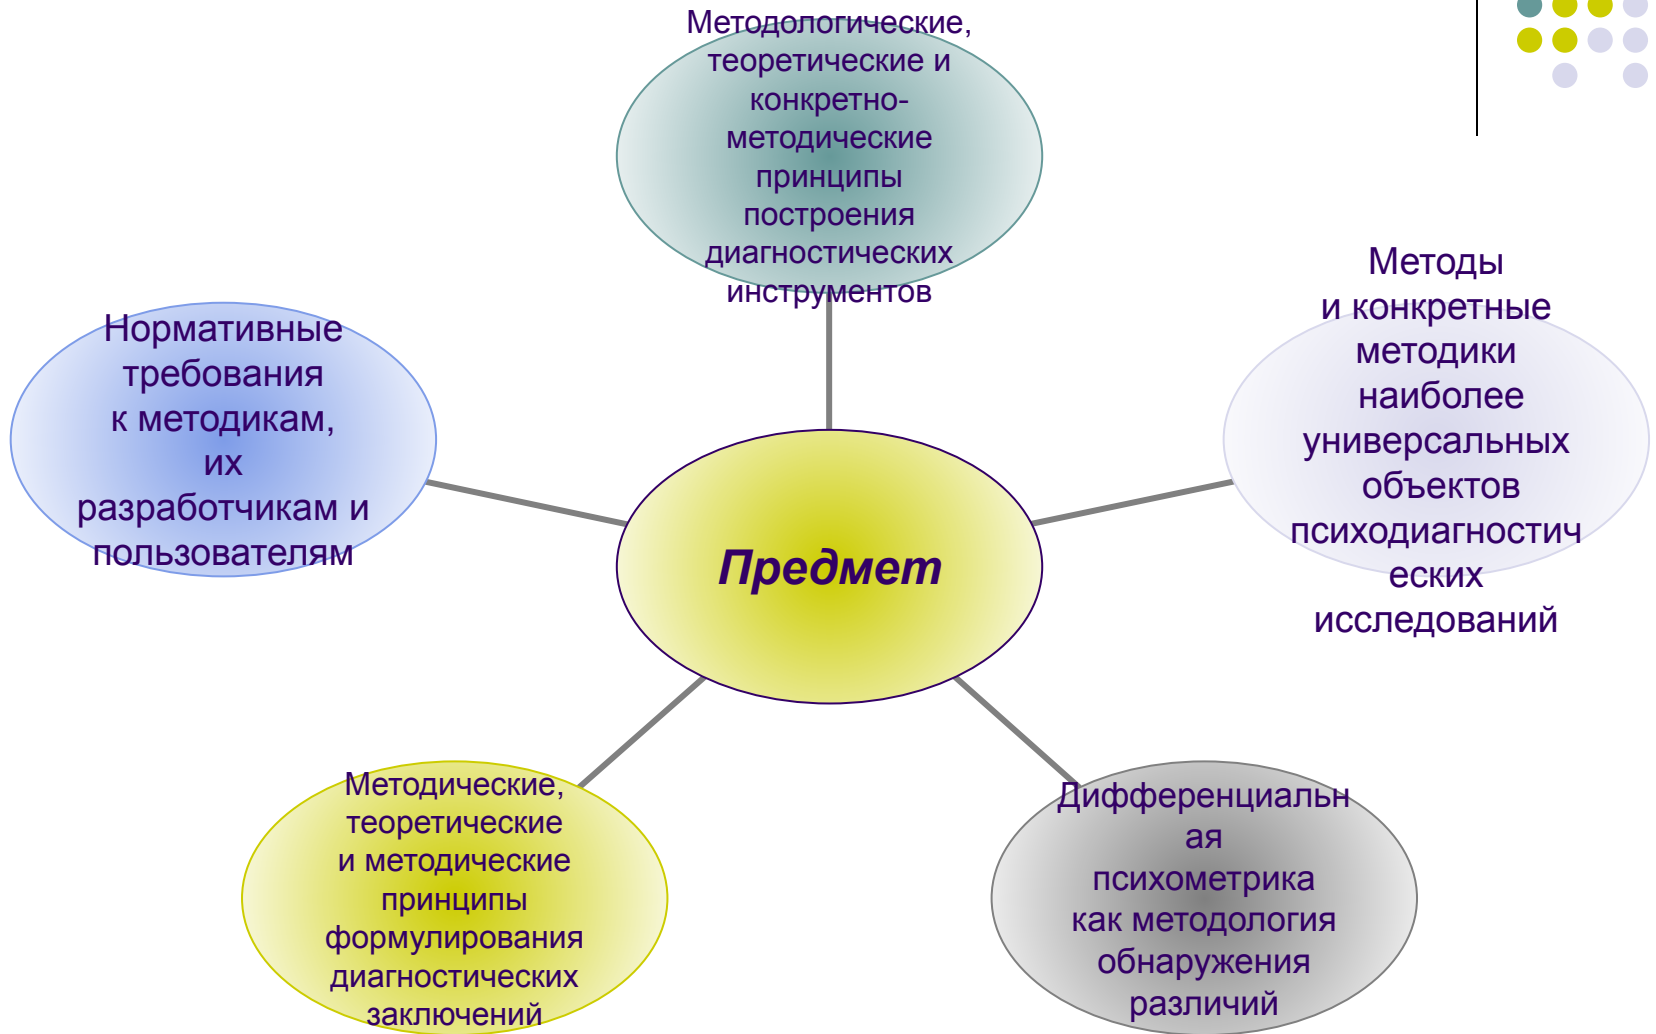 Методологические,
теоретические и
конкретно-
методические
принципы
построения
диагностических
инструментов
Методы
и конкретные
методики
наиболее
универсальных
объектов
психодиагностич
еских
исследований
Нормативные
требования
к методикам,
их
разработчикам и
пользователям
Предмет
Методические,
теоретические
и методические
принципы
формулирования
диагностических
заключений
Дифференциальн
ая
психометрика
как методология
обнаружения
различий